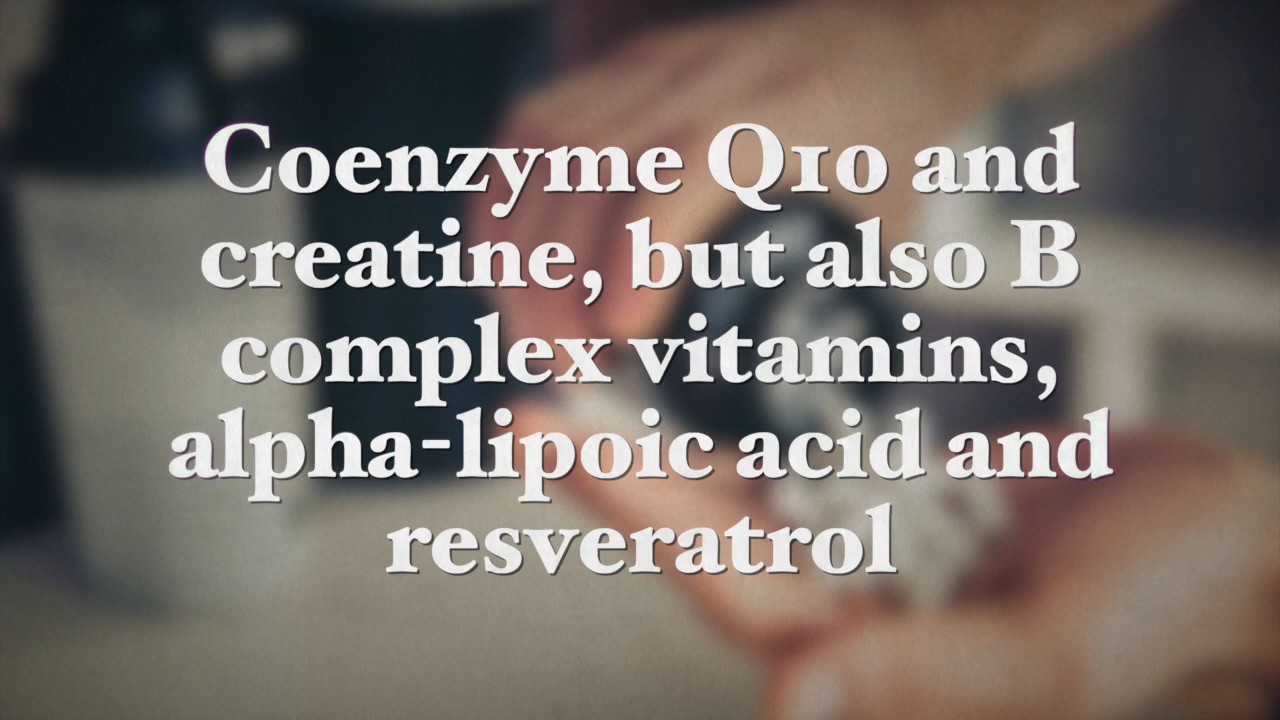 Coenzyme Q10 and
creatine, but also B
complex vitamins,
alpha-lipoic acid and
resveratrol